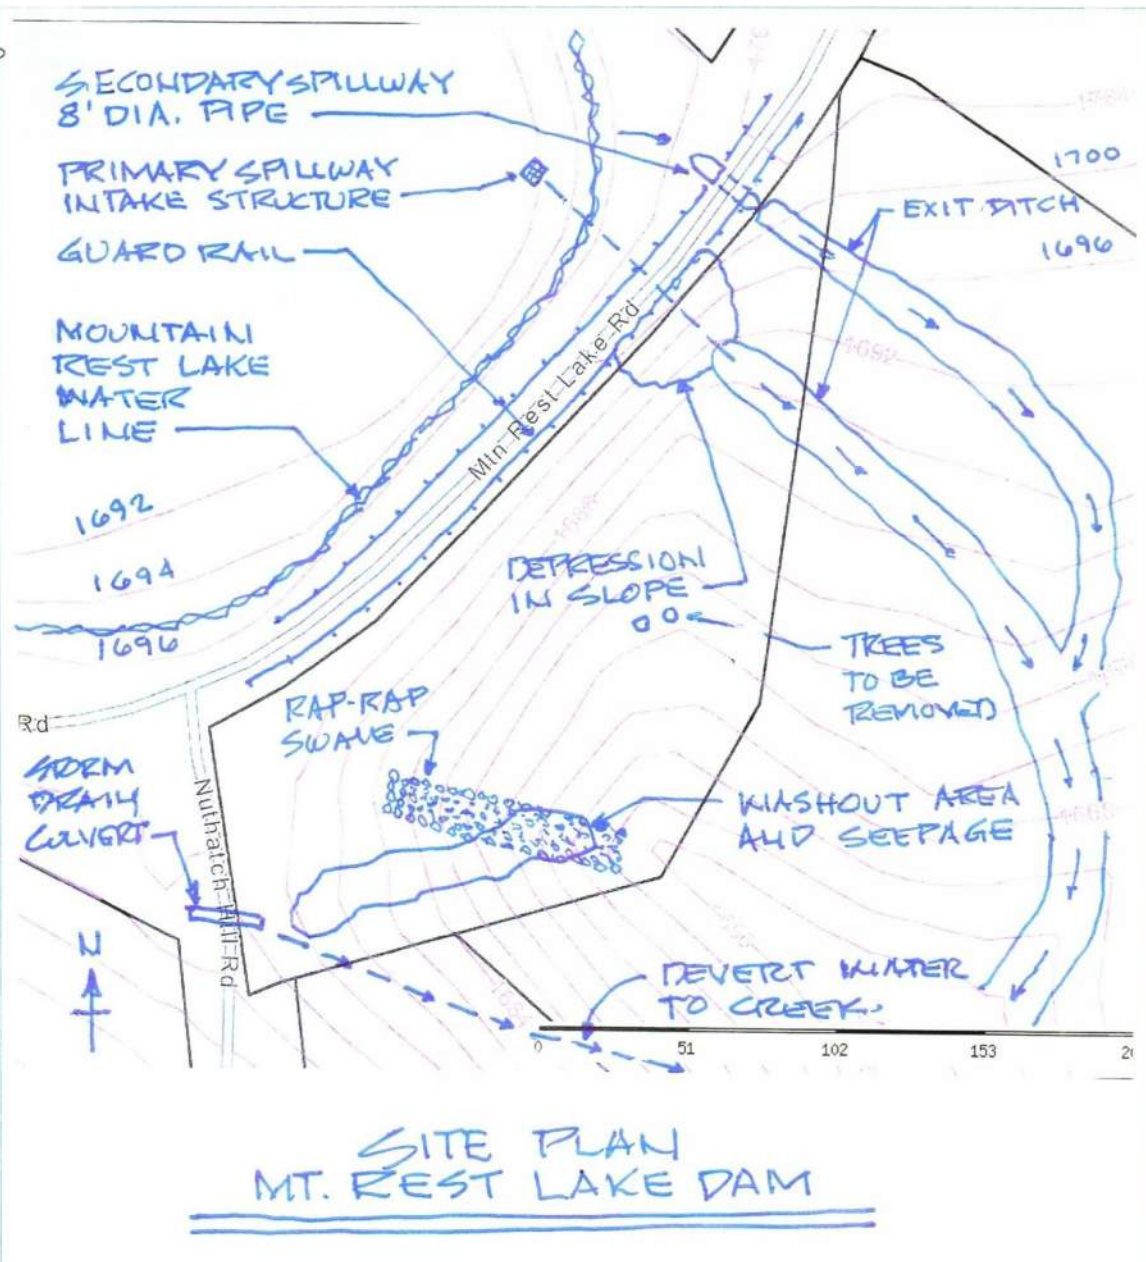 SECONDARY SPILLWAY
8' DIA. PIPE
PRIMARY SPILLWAY
INTAKE STRUCTURE
GUARD RAIL
MOUNTAIN
REST LAKE
WATER
LINE
1692
1694
1696
Rd
STORM
DRAIN
CULVERT
Nuthatch Hill Rd
N
Mtn Rest Lake Rd
1700
EXIT DITCH
1696
1692
DEPRESSION
IN SLOPE
TREES
TO BE
REMOVED
RAP-RAP
SWALE
WASHOUT AREA
AND SEEPAGE
DEVERT WATER
TO CREEK.
0 51 102 153
SITE PLAN
MT. REST LAKE DAM